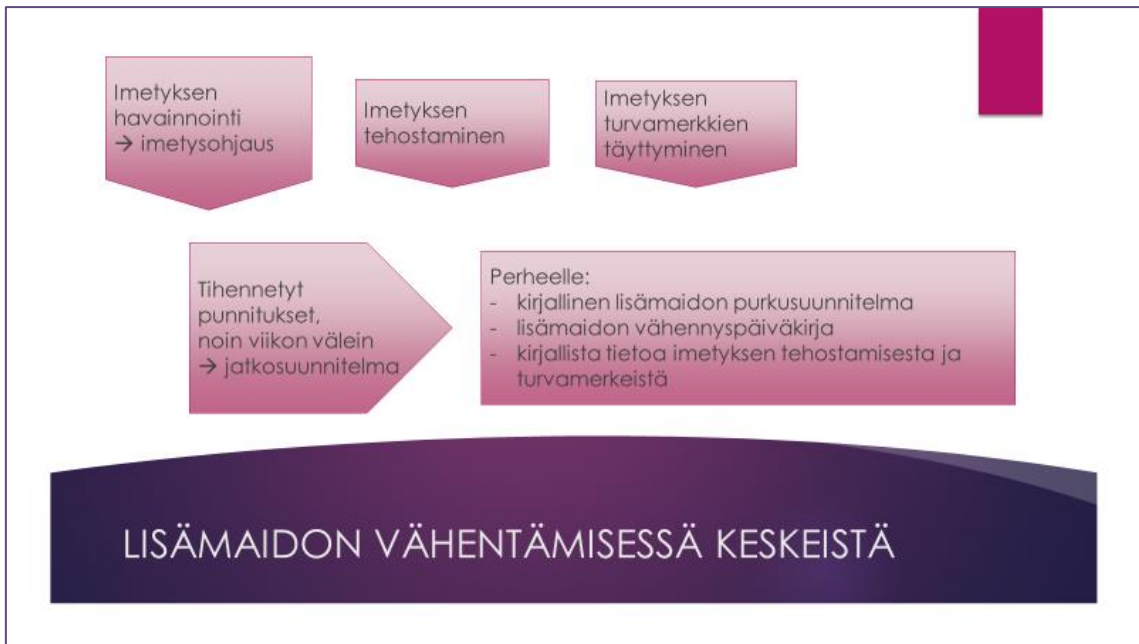 Imetyksen
havainnointi
→ imetysohjaus
Imetyksen
tehostaminen
Imetyksen
turvamerkkien
täyttyminen
Tihennetyt
punnitukset,
noin viikon välein
→ jatkosuunnitelma
Perheelle:
- kirjallinen lisämaidon purkusuunnitelma
- lisämaidon vähennyspäiväkirja
- kirjallista tietoa imetyksen tehostamisesta ja
turvamerkeistä
LISÄMAIDON VÄHENTÄMISESSÄ KESKEISTÄ